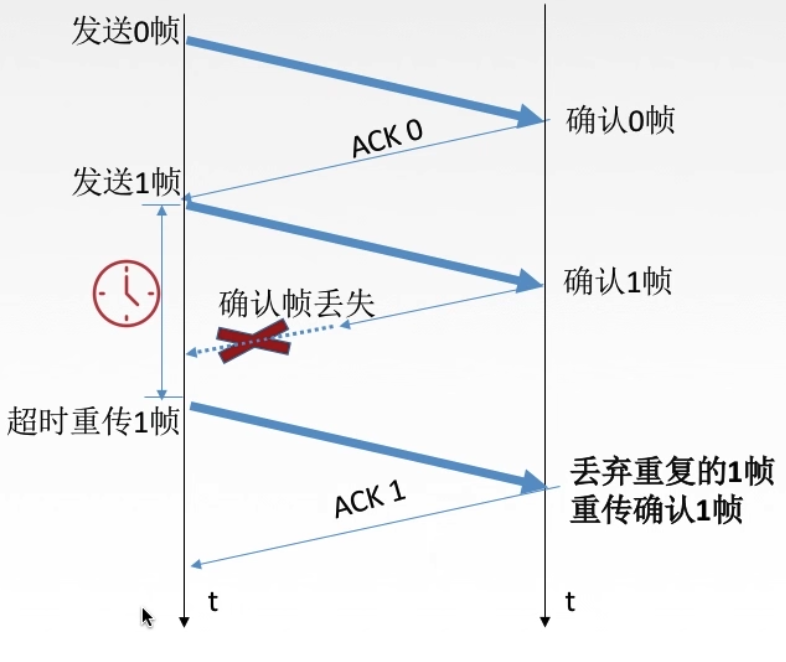 发送0帧
确认0帧
ACK 0
发送1帧
确认1帧
确认帧丢失
超时重传1帧
丢弃重复的1帧
重传确认1帧
ACK 1
t
t